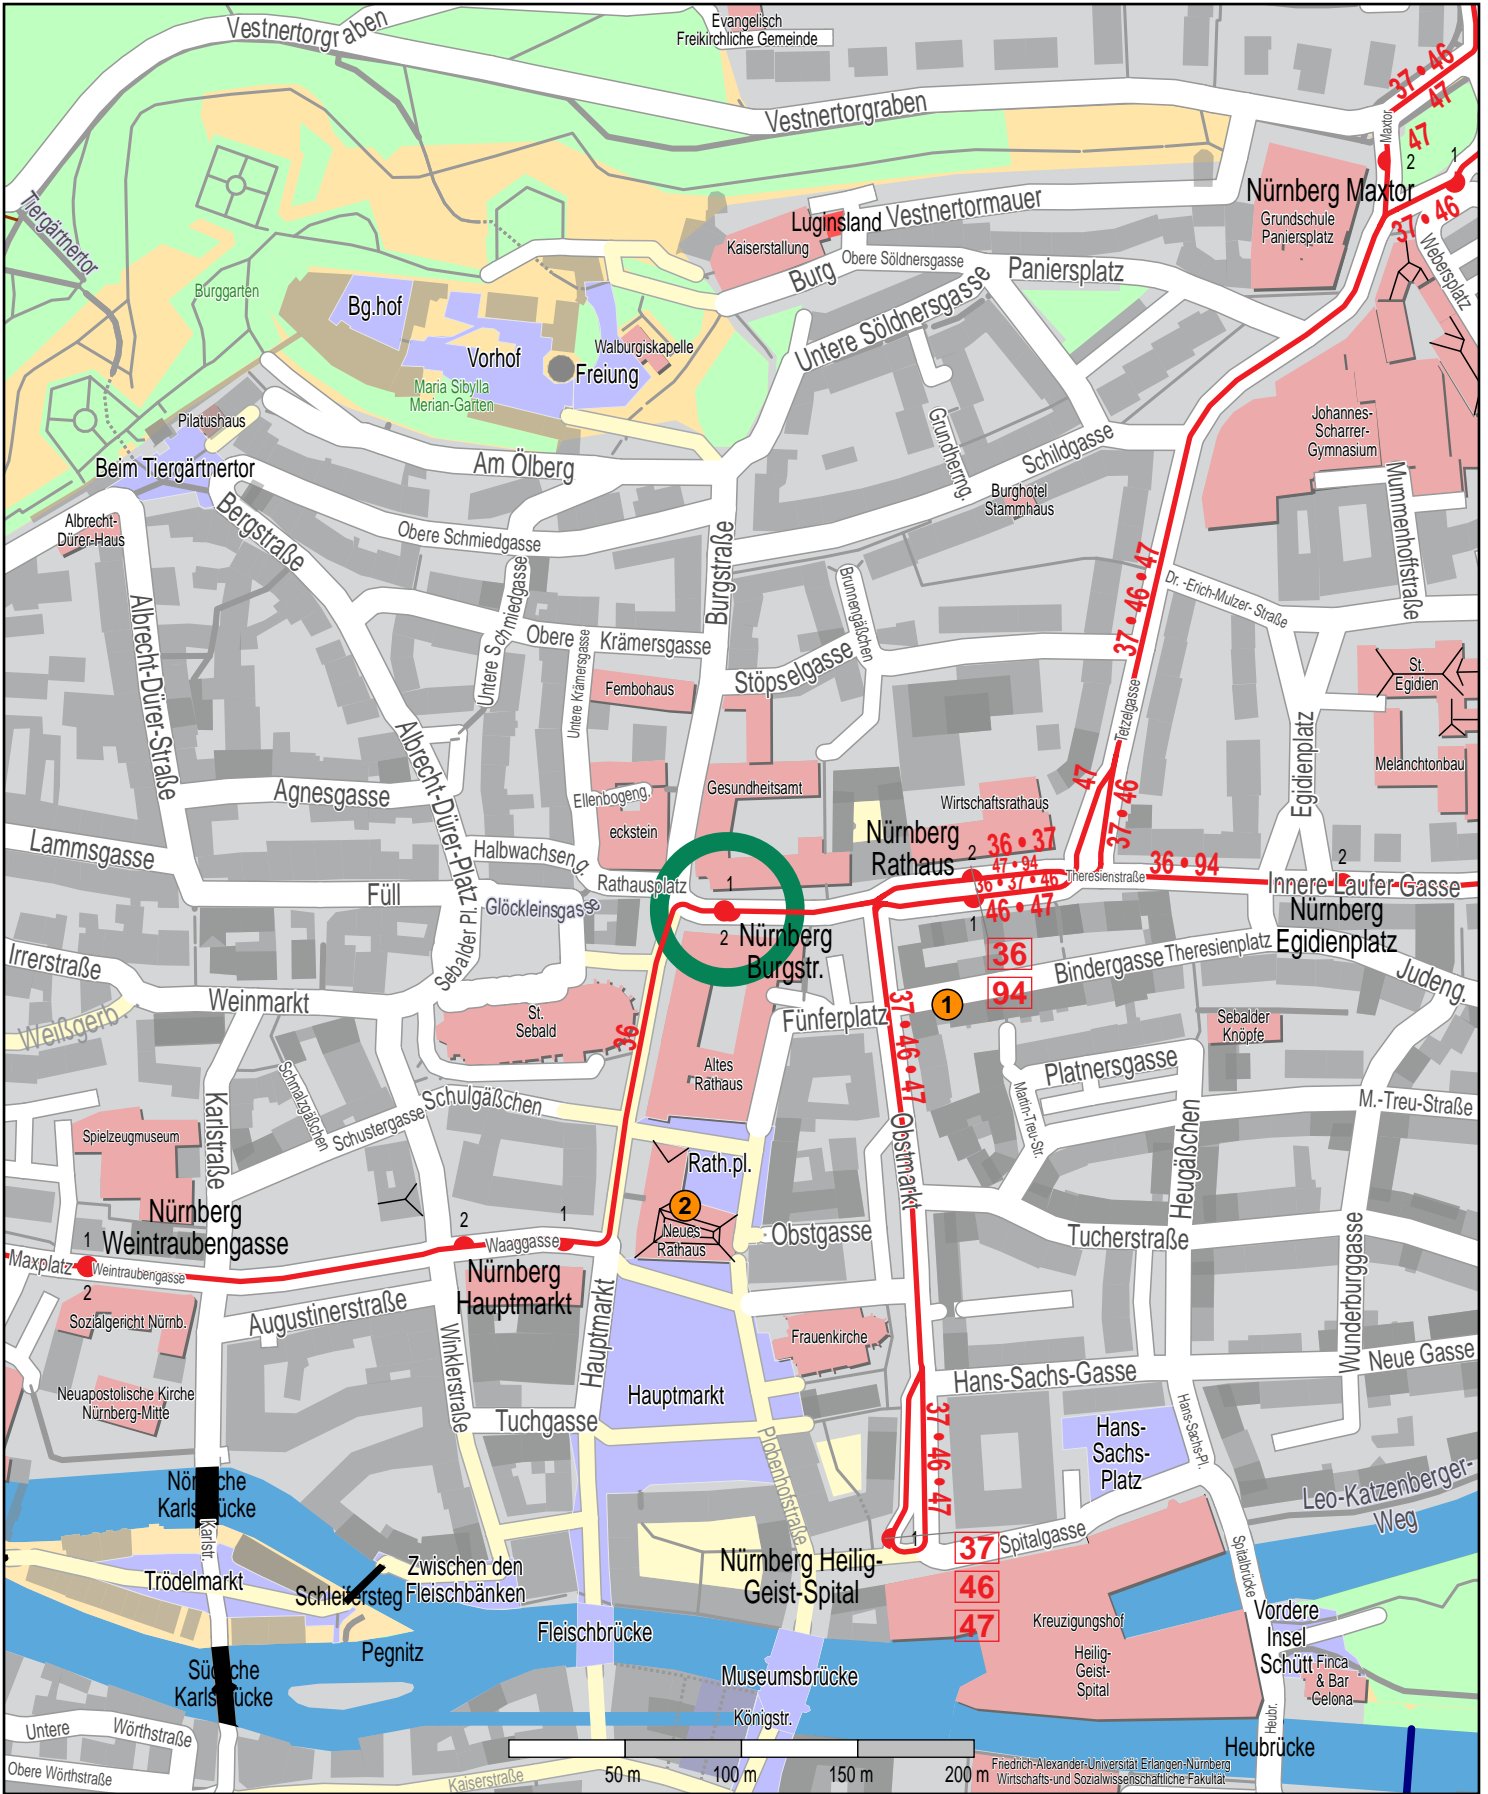 Vestnertorgraben
Evangelisch
Freikirchliche Gemeinde
37 • 46
47
Vestnertorgraben
Maxtor
47
2
1
Tiergärtnertor
Luginsland
Vestnertormauer
Nürnberg Maxtor
Grundschule
Paniersplatz
37 • 46
Kaiserstallung
Burg
Obere Söldnersgasse
Paniersplatz
Webersplatz
Burggarten
Bg.hof
Untere Söldnersgasse
Vorhof
Walburgiskapelle
Freiung
Maria Sibylla
Merian-Garten
Pilatushaus
Grundherrng.
Johannes-
Scharrer-
Gymnasium
Beim Tiergärtnertor
Am Ölberg
Schildgasse
Burghotel
Stammhaus
Mummenhoffstraße
Albrecht-
Dürer-Haus
Bergstraße
Obere Schmiedgasse
Burgstraße
37 • 46 • 47
Dr. -Erich-Mulzer- Straße
Albrecht-Dürer-Straße
Untere Schmiedgasse
Brunnengäßchen
Obere Krämersgasse
Untere Krämersgasse
Stöpselgasse
Fembohaus
St.
Egidien
Tetzelgasse
Albrecht-Dürer-Platz
Egidienplatz
Melanchtonbau
Agnesgasse
Ellenbogeng.
Gesundheitsamt
47
37 • 46
Wirtschaftsrathaus
eckstein
Lammsgasse
Halbwachseng.
Nürnberg
Rathaus
2
36 • 37
47 • 94
36 • 37 • 46
46 • 47
1
Theresienstraße
36 • 94
2
Innere Laufer Gasse
Füll
Rathausplatz
1
Glöckleinsgasse
2
Nürnberg
Burgstr.
Nürnberg
Egidienplatz
Sebalder Pl.
Irrerstraße
36
94
Bindergasse
Theresienplatz
Judeng.
Weinmarkt
1
Weißgerb.
St.
Sebald
36
Fünferplatz
37 • 46 • 47
Sebalder
Knöpfe
Altes
Rathaus
Platnersgasse
Schmalzgäßchen
Schulgäßchen
Schustergasse
Martin-Treu-Str.
M.-Treu-Straße
Karlstraße
Spielzeugmuseum
Obstmarkt
Heugäßchen
Rath.pl.
Nürnberg
Weintraubengasse
2
Neues
Rathaus
Obstgasse
Tucherstraße
Wunderburggasse
1
2
Maxplatz
Weintraubengasse
2
1
Waaggasse
Nürnberg
Hauptmarkt
Sozialgericht Nürnb.
Augustinerstraße
Hauptmarkt
Frauenkirche
Winklerstraße
Hauptmarkt
Hans-Sachs-Gasse
Neue Gasse
Neuapostolische Kirche
Nürnberg-Mitte
Tuchgasse
37 • 46 • 47
Hans-
Sachs-
Platz
Hans-Sachs-Pl.
Plobenhofstraße
Leo-Katzenberger-
Weg
Karlstr.
1
Spitalgasse
37
46
47
Nürnberg Heilig-
Geist-Spital
Spitalbrücke
Zwischen den
Fleischbänken
Trödelmarkt
Schleifersteg
Fleischbrücke
Pegnitz
Kreuzigungshof
Heilig-
Geist-
Spital
Vordere
Insel
Schütt
Finca
& Bar
Celona
Museumsbrücke
Königstr.
Untere Wörthstraße
Heubr.
Heubrücke
Obere Wörthstraße
Kaiserstraße
50 m
100 m
150 m
200 m
Friedrich-Alexander-Universität Erlangen-Nürnberg
Wirtschafts-und Sozialwissenschaftliche Fakultät